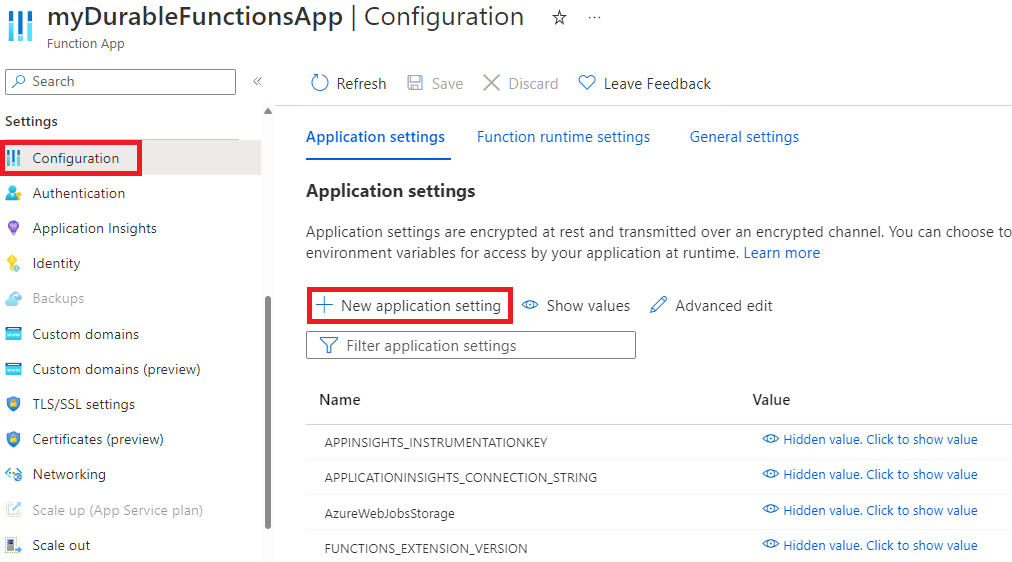 myDurableFunctionsApp | Configuration
Function App
Search
Refresh
Save
Discard
Leave Feedback
Settings
Configuration
Authentication
Application Insights
Identity
Backups
Custom domains
Custom domains (preview)
TLS/SSL settings
Certificates (preview)
Networking
Scale up (App Service plan)
Scale out
Application settings
Function runtime settings
General settings
Application settings
Application settings are encrypted at rest and transmitted over an encrypted channel. You can choose to
environment variables for access by your application at runtime. Learn more
New application setting
Show values
Advanced edit
Filter application settings
Name
Value
APPINSIGHTS_INSTRUMENTATIONKEY
Hidden value. Click to show value
APPLICATIONINSIGHTS_CONNECTION_STRING
Hidden value. Click to show value
AzureWebJobsStorage
Hidden value. Click to show value
FUNCTIONS_EXTENSION_VERSION
Hidden value. Click to show value